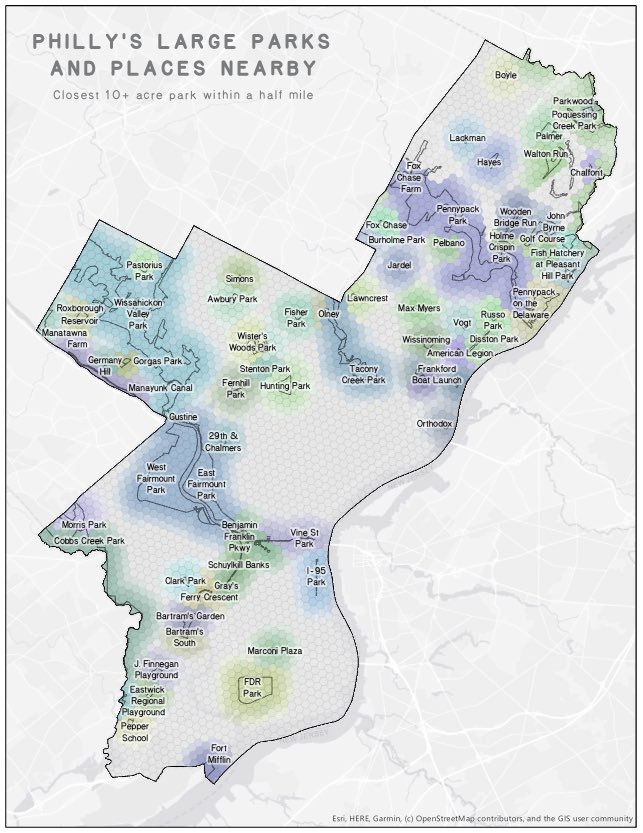 PHILLY'S LARGE PARKS
AND PLACES NEARBY
Closest 10+ acre park within a half mile
Boyle
Parkwood
Poquessing
Creek Park
Palmer
Lackman
Hayes
Walton Run
Chalfont
Fox
Chase
Farm
Pennypack
Park
Wooden
Bridge Run
John
Byrne
Golf Course
Fox Chase
Holme
Crispin
Park
Burholme Park
Pelbano
Fish Hatchery
at Pleasant
Hill Park
Jardel
Pastorius
Park
Simons
Pennypack
on the
Delaware
Awbury Park
Lawncrest
Wissahickon
Valley
Park
Roxborough
Reservoir
Fisher
Park
Olney
Max Myers
Russo
Park
Vogt
Manatawna
Farm
Wister's
Woods Park
Wissinoming
Disston Park
American Legion
Germany
Hill
Gorgas Park
Stenton Park
Tacony
Creek Park
Frankford
Boat Launch
Manayunk Canal
Fernhill
Park
Hunting Park
Gustine
Orthodox
29th &
Chalmers
West
Fairmount
Park
East
Fairmount
Park
Morris Park
Cobbs Creek Park
Benjamin
Franklin
Pkwy
Vine St
Park
Schuylkill Banks
I-95
Park
Clark Park
Gray's
Ferry Crescent
Bartram's Garden
Bartram's
South
Marconi Plaza
J. Finnegan
Playground
FDR
Park
Eastwick
Regional
Playground
Pepper
School
Fort
Mifflin
Esri, HERE, Garmin, (c) OpenStreetMap contributors, and the GIS user community